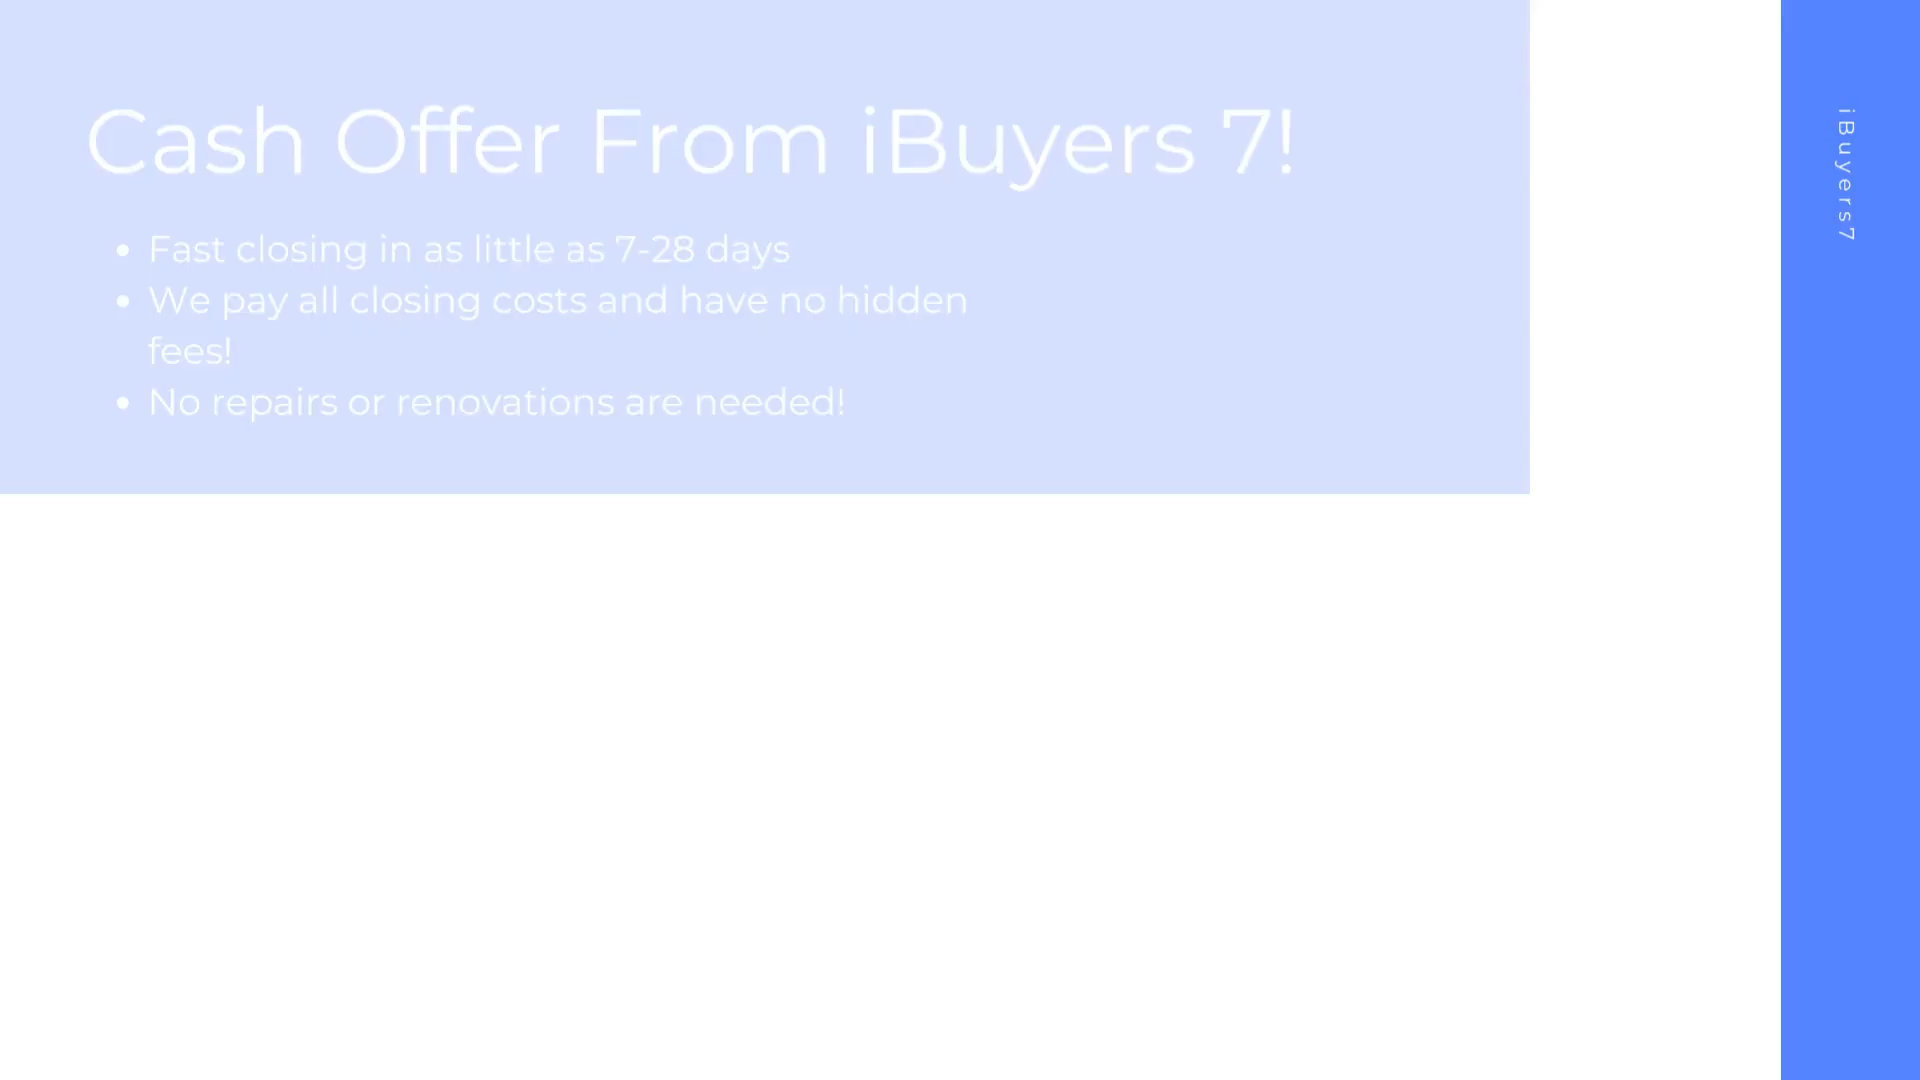 Cash Offer From iBuyers 7!
• Fast closing in as little as 7-28 days
• We pay all closing costs and have no hidden
fees!
• No repairs or renovations are needed!
iBuyers7